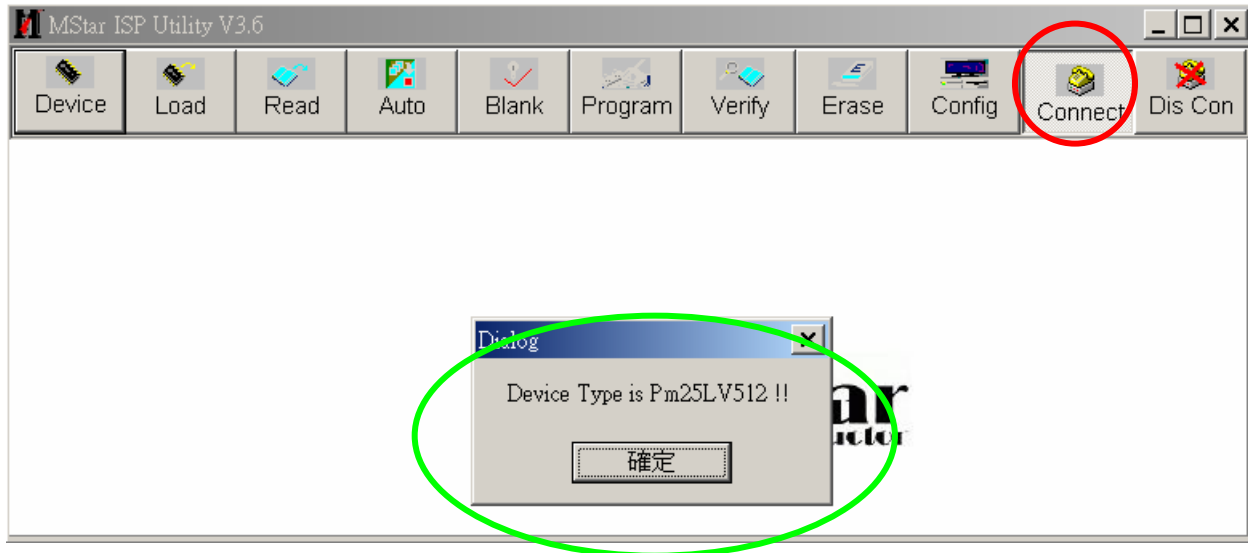 MStar ISP Utility V3.6
Device Load Read Auto Blank Program Verify Erase Config Connect Dis Con
Dialog
Device Type is Pm25LV512 !!
確定